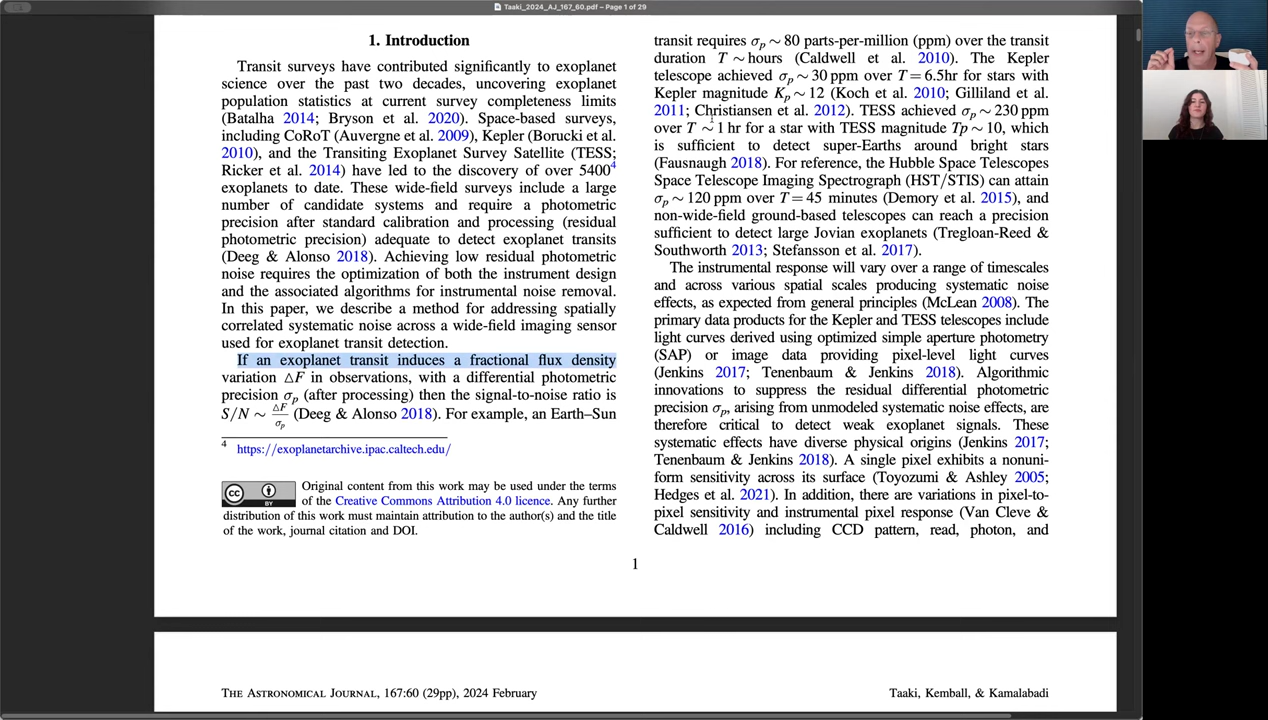 Taaki_2024_AJ_167_60.pdf – Page 1 of 29
1. Introduction
Transit surveys have contributed significantly to exoplanet
science over the past two decades, uncovering exoplanet
population statistics at current survey completeness limits
(Batalha 2014; Bryson et al. 2020). Space-based surveys,
including CoRoT (Auvergne et al. 2009), Kepler (Borucki et al.
2010), and the Transiting Exoplanet Survey Satellite (TESS;
Ricker et al. 2014) have led to the discovery of over 5400⁴
exoplanets to date. These wide-field surveys include a large
number of candidate systems and require a photometric
precision after standard calibration and processing (residual
photometric precision) adequate to detect exoplanet transits
(Deeg & Alonso 2018). Achieving low residual photometric
noise requires the optimization of both the instrument design
and the associated algorithms for instrumental noise removal.
In this paper, we describe a method for addressing spatially
correlated systematic noise across a wide-field imaging sensor
used for exoplanet transit detection.
If an exoplanet transit induces a fractional flux density
variation △F in observations, with a differential photometric
precision σp (after processing) then the signal-to-noise ratio is
S/N ∼ △F/σp (Deeg & Alonso 2018). For example, an Earth–Sun
4 https://exoplanetarchive.ipac.caltech.edu/
cc BY
Original content from this work may be used under the terms
of the Creative Commons Attribution 4.0 licence. Any further
distribution of this work must maintain attribution to the author(s) and the title
of the work, journal citation and DOI.
transit requires σp ∼ 80 parts-per-million (ppm) over the transit
duration T ∼ hours (Caldwell et al. 2010). The Kepler
telescope achieved σp ∼ 30 ppm over T = 6.5hr for stars with
Kepler magnitude Kp ∼ 12 (Koch et al. 2010; Gilliland et al.
2011; Christiansen et al. 2012). TESS achieved σp ∼ 230 ppm
over T ∼ 1 hr for a star with TESS magnitude Tp ∼ 10, which
is sufficient to detect super-Earths around bright stars
(Fausnaugh 2018). For reference, the Hubble Space Telescopes
Space Telescope Imaging Spectrograph (HST/STIS) can attain
σp ∼ 120 ppm over T = 45 minutes (Demory et al. 2015), and
non-wide-field ground-based telescopes can reach a precision
sufficient to detect large Jovian exoplanets (Tregloan-Reed &
Southworth 2013; Stefansson et al. 2017).
The instrumental response will vary over a range of timescales
and across various spatial scales producing systematic noise
effects, as expected from general principles (McLean 2008). The
primary data products for the Kepler and TESS telescopes include
light curves derived using optimized simple aperture photometry
(SAP) or image data providing pixel-level light curves
(Jenkins 2017; Tenenbaum & Jenkins 2018). Algorithmic
innovations to suppress the residual differential photometric
precision σp, arising from unmodeled systematic noise effects, are
therefore critical to detect weak exoplanet signals. These
systematic effects have diverse physical origins (Jenkins 2017;
Tenenbaum & Jenkins 2018). A single pixel exhibits a nonuni-
form sensitivity across its surface (Toyozumi & Ashley 2005;
Hedges et al. 2021). In addition, there are variations in pixel-to-
pixel sensitivity and instrumental pixel response (Van Cleve &
Caldwell 2016) including CCD pattern, read, photon, and
1
THE ASTRONOMICAL JOURNAL, 167:60 (29pp), 2024 February
Taaki, Kemball, & Kamalabadi